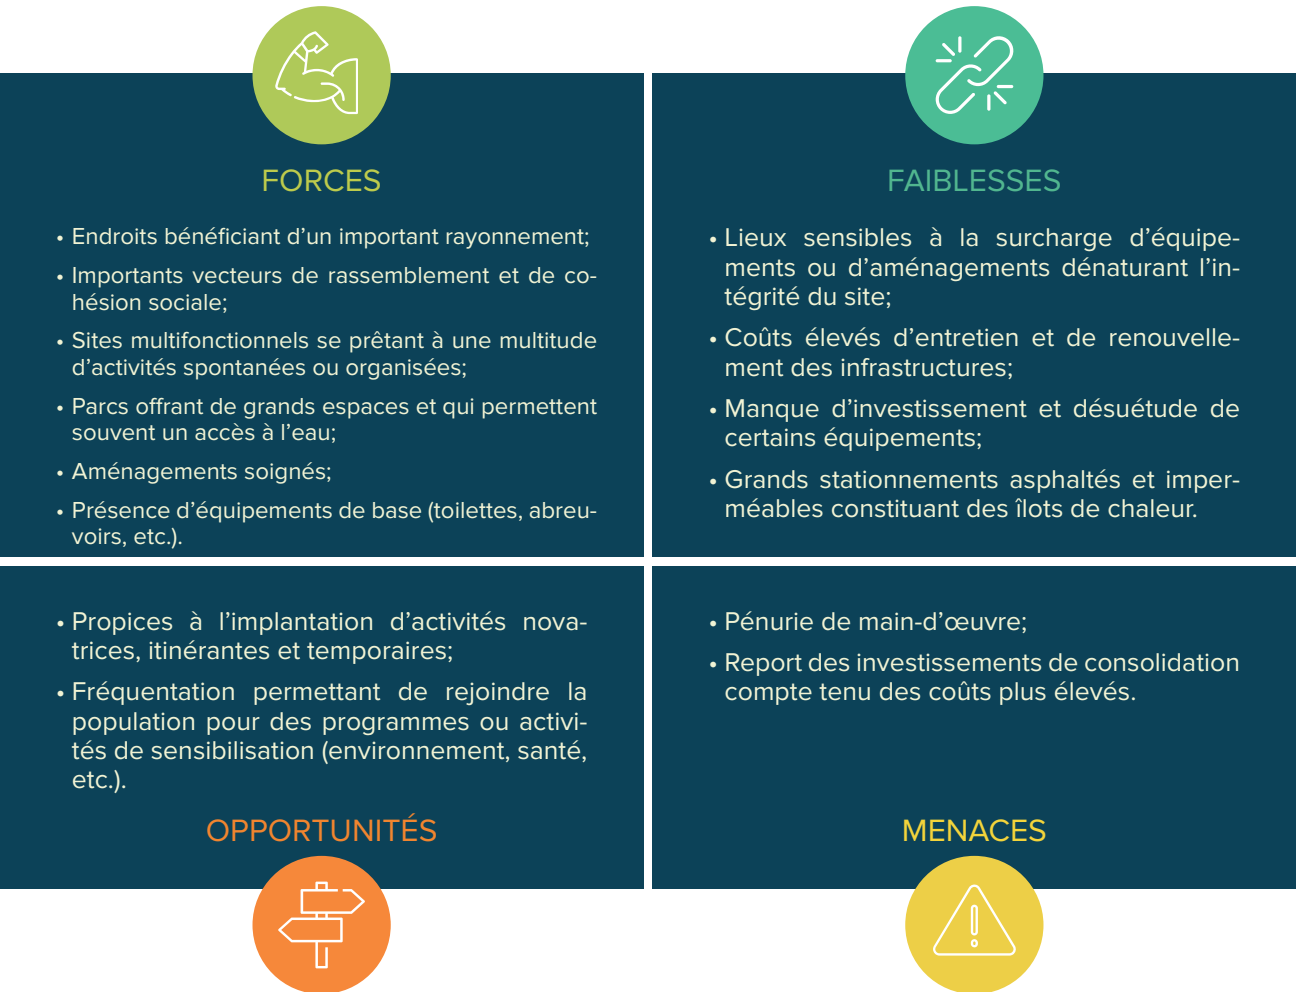 FORCES
• Endroits bénéficiant d’un important rayonnement;
• Importants vecteurs de rassemblement et de co-
hésion sociale;
• Sites multifonctionnels se prêtant à une multitude
d’activités spontanées ou organisées;
• Parcs offrant de grands espaces et qui permettent
souvent un accès à l’eau;
• Aménagements soignés;
• Présence d’équipements de base (toilettes, abreu-
voirs, etc.).
FAIBLESSES
• Lieux sensibles à la surcharge d’équipe-
ments ou d’aménagements dénaturant l’in-
tégrité du site;
• Coûts élevés d’entretien et de renouvelle-
ment des infrastructures;
• Manque d’investissement et désuétude de
certains équipements;
• Grands stationnements asphaltés et imper-
méables constituant des îlots de chaleur.
• Propices à l’implantation d’activités nova-
trices, itinérantes et temporaires;
• Fréquentation permettant de rejoindre la
population pour des programmes ou activi-
tés de sensibilisation (environnement, santé,
etc.).
OPPORTUNITÉS
• Pénurie de main-d’œuvre;
• Report des investissements de consolidation
compte tenu des coûts plus élevés.
MENACES